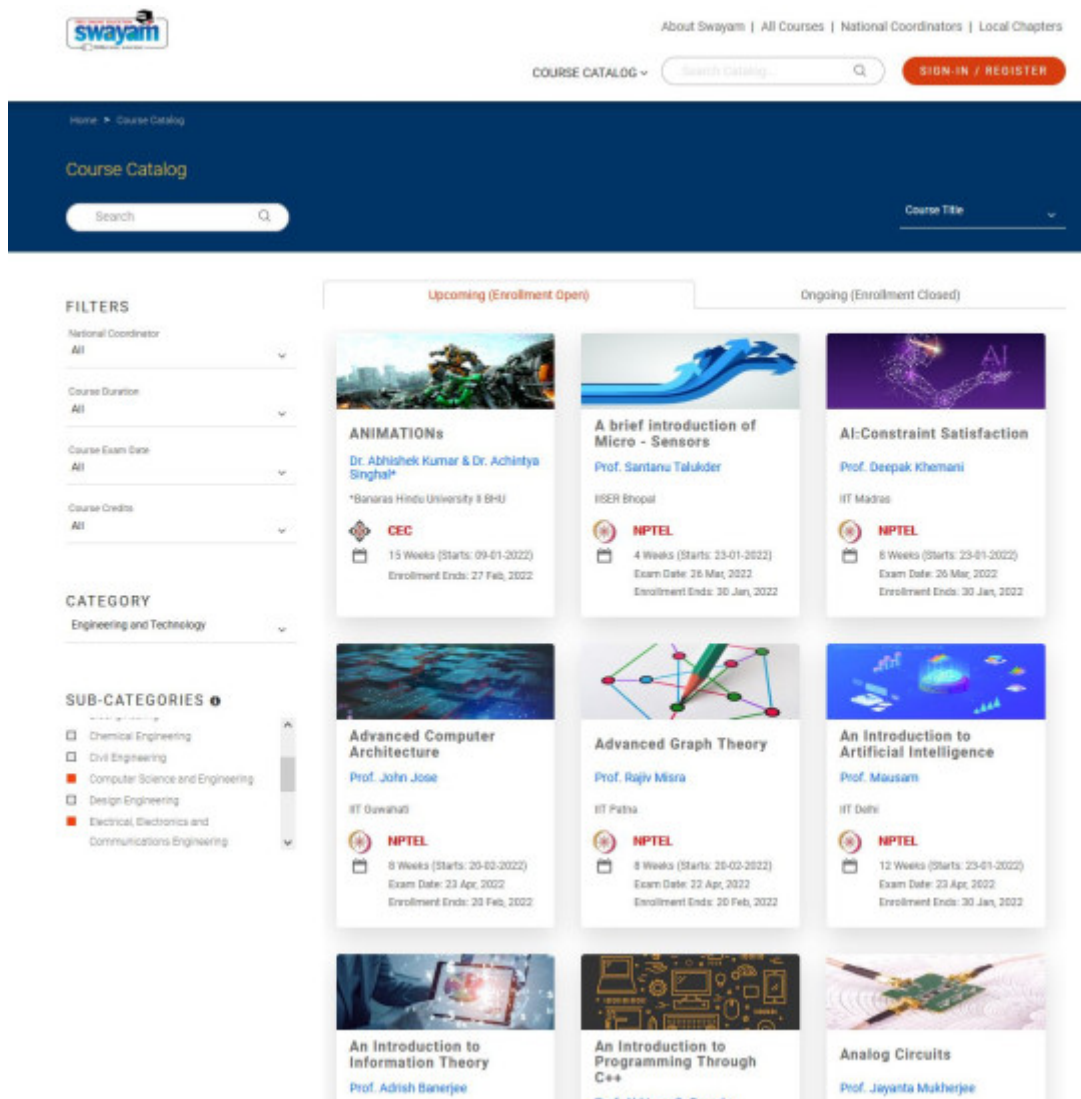 swayam
About Swayam | All Courses | National Coordinators | Local Chapters
COURSE CATALOG
Search Catalog...
SIGN-IN / REGISTER
Home > Course Catalog
Course Catalog
Search
Course Title
FILTERS
National Coordinator
All
Course Duration
All
Course Exam Date
All
Course Credits
All
CATEGORY
Engineering and Technology
SUB-CATEGORIES
Chemical Engineering
Civil Engineering
Computer Science and Engineering
Design Engineering
Electrical, Electronics and
Communications Engineering
Upcoming (Enrollment Open)
Ongoing (Enrollment Closed)
ANIMATIONs
Dr. Abhishek Kumar & Dr. Achintya
Singhal*
*Banaras Hindu University II BHU
CEC
15 Weeks (Starts: 09-01-2022)
Enrollment Ends: 27 Feb, 2022
A brief introduction of
Micro - Sensors
Prof. Santanu Talukder
IISER Bhopal
NPTEL
4 Weeks (Starts: 23-01-2022)
Exam Date: 26 Mar, 2022
Enrollment Ends: 30 Jan, 2022
AI
AI:Constraint Satisfaction
Prof. Deepak Khemani
IIT Madras
NPTEL
8 Weeks (Starts: 23-01-2022)
Exam Date: 26 Mar, 2022
Enrollment Ends: 30 Jan, 2022
Advanced Computer
Architecture
Prof. John Jose
IIT Guwahati
NPTEL
8 Weeks (Starts: 20-02-2022)
Exam Date: 23 Apr, 2022
Enrollment Ends: 20 Feb, 2022
Advanced Graph Theory
Prof. Rajiv Misra
IIT Patna
NPTEL
8 Weeks (Starts: 20-02-2022)
Exam Date: 22 Apr, 2022
Enrollment Ends: 20 Feb, 2022
An Introduction to
Artificial Intelligence
Prof. Mausam
IIT Delhi
NPTEL
12 Weeks (Starts: 23-01-2022)
Exam Date: 23 Apr, 2022
Enrollment Ends: 30 Jan, 2022
An Introduction to
Information Theory
Prof. Adrish Banerjee
An Introduction to
Programming Through
C++
Analog Circuits
Prof. Jayanta Mukherjee